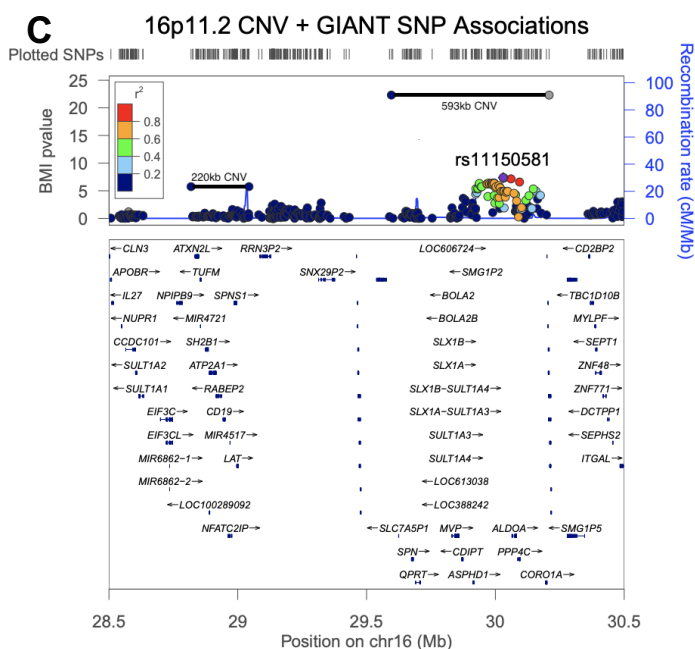 C 16p11.2 CNV + GIANT SNP Associations
Plotted SNPs
25
20
15
10
5
0
BMI pvalue
r2
0.8
0.6
0.4
0.2
220kb CNV
593kb CNV
rs11150581
100
80
60
40
20
0
Recombination rate (cM/Mb)
←CLN3 ATXN2L→ RRN3P2→ LOC606724→ ←CD2BP2
APOBR→ ←TUFM SNX29P2→ ←SMG1P2
←IL27 NPIPB9→ SPNS1→ ←BOLA2 ←TBC1D10B
←NUPR1 ←MIR4721 ←BOLA2B MYLPF→
CCDC101→ SH2B1→ SLX1B→ ←SEPT1
←SULT1A2 ATP2A1→ SLX1A→ ZNF48→
←SULT1A1 ←RABEP2 SLX1B−SULT1A4→ ZNF771→
EIF3C→ CD19→ SLX1A−SULT1A3→ ←DCTPP1
EIF3CL→ MIR4517→ SULT1A3→ ←SEPHS2
MIR6862−1→ LAT→ SULT1A4→ ITGAL→
MIR6862−2→ ←LOC613038
←LOC100289092 ←LOC388242
NFATC2IP→ ←SLC7A5P1 MVP→ ALDOA→ ←SMG1P5
SPN→ ←CDIPT PPP4C→
QPRT→ ASPHD1→ CORO1A→
28.5 29 29.5 30 30.5
Position on chr16 (Mb)